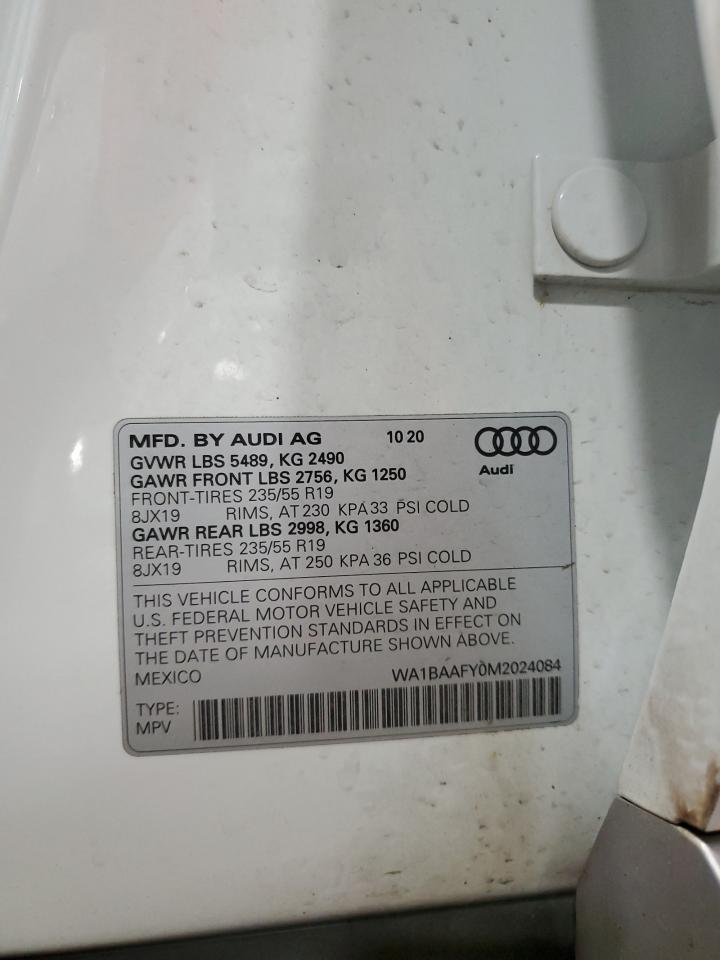 MFD. BY AUDI AG 10 20
GVWR LBS 5489, KG 2490
GAWR FRONT LBS 2756, KG 1250
Audi
FRONT-TIRES 235/55 R19
8JX19 RIMS, AT 230 KPA 33 PSI COLD
GAWR REAR LBS 2998, KG 1360
REAR-TIRES 235/55 R19
8JX19 RIMS, AT 250 KPA 36 PSI COLD
THIS VEHICLE CONFORMS TO ALL APPLICABLE
U.S. FEDERAL MOTOR VEHICLE SAFETY AND
THEFT PREVENTION STANDARDS IN EFFECT ON
THE DATE OF MANUFACTURE SHOWN ABOVE.
MEXICO WA1BAAFY0M2024084
TYPE:
MPV